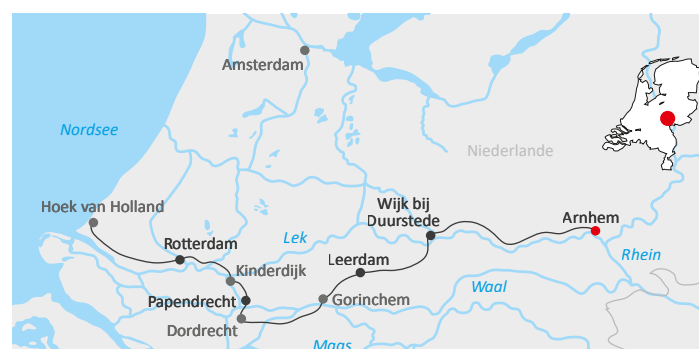 Amsterdam
Nordsee
Niederlande
Hoek van Holland
Wijk bij
Duurstede
Arnhem
Lek
Rotterdam
Rhein
Leerdam
Kinderdijk
Waal
Papendrecht
Gorinchem
Dordrecht
Maas